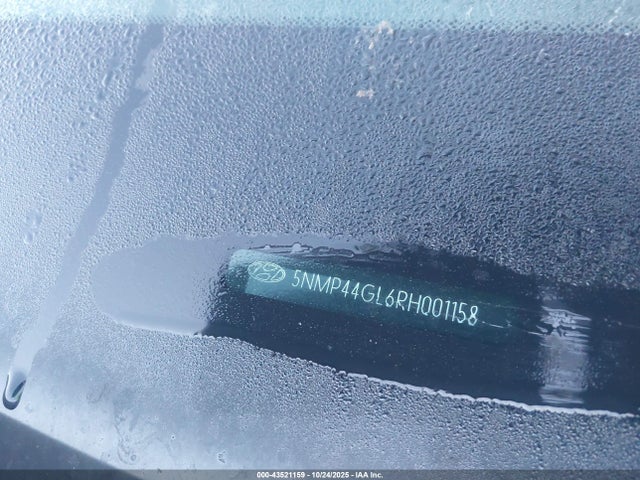 5NMP44GL6RH001158
000-43521159 • 10/24/2025 • IAA Inc.